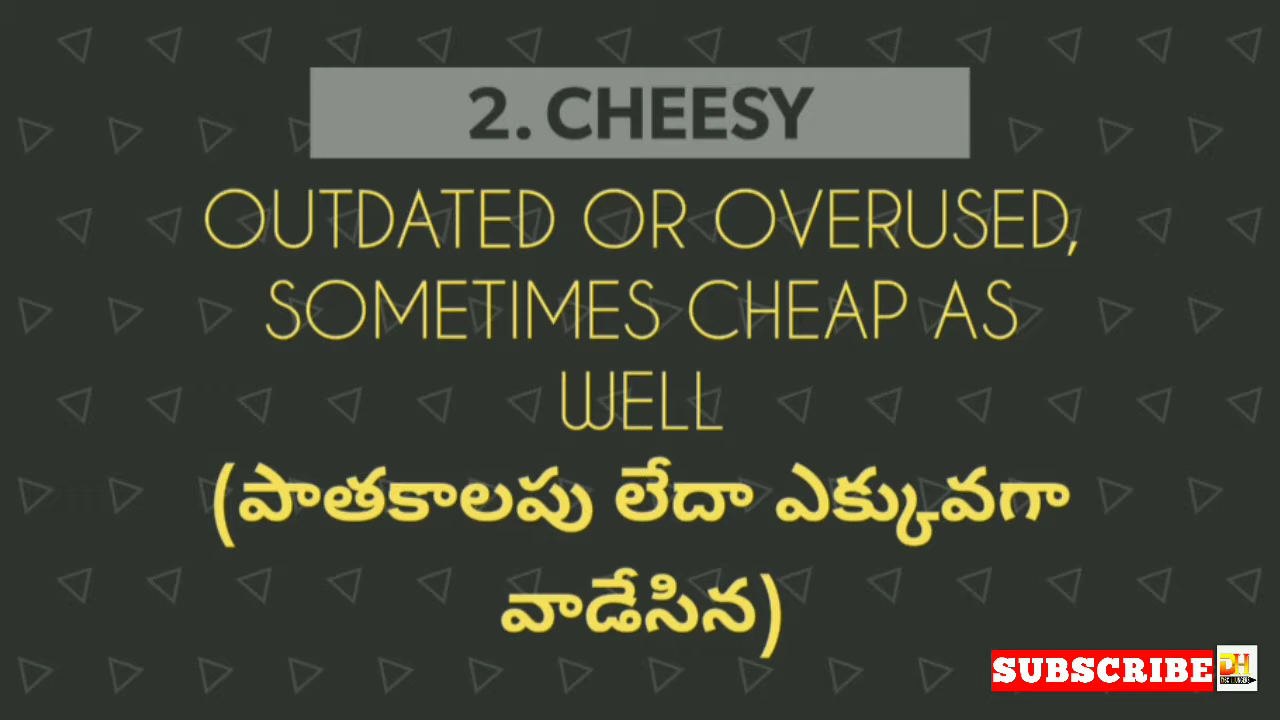 2. CHEESY
OUTDATED OR OVERUSED,
SOMETIMES CHEAP AS
WELL
(పాతకాలపు లేదా ఎక్కువగా
వాడేసిన)
SUBSCRIBE
DH